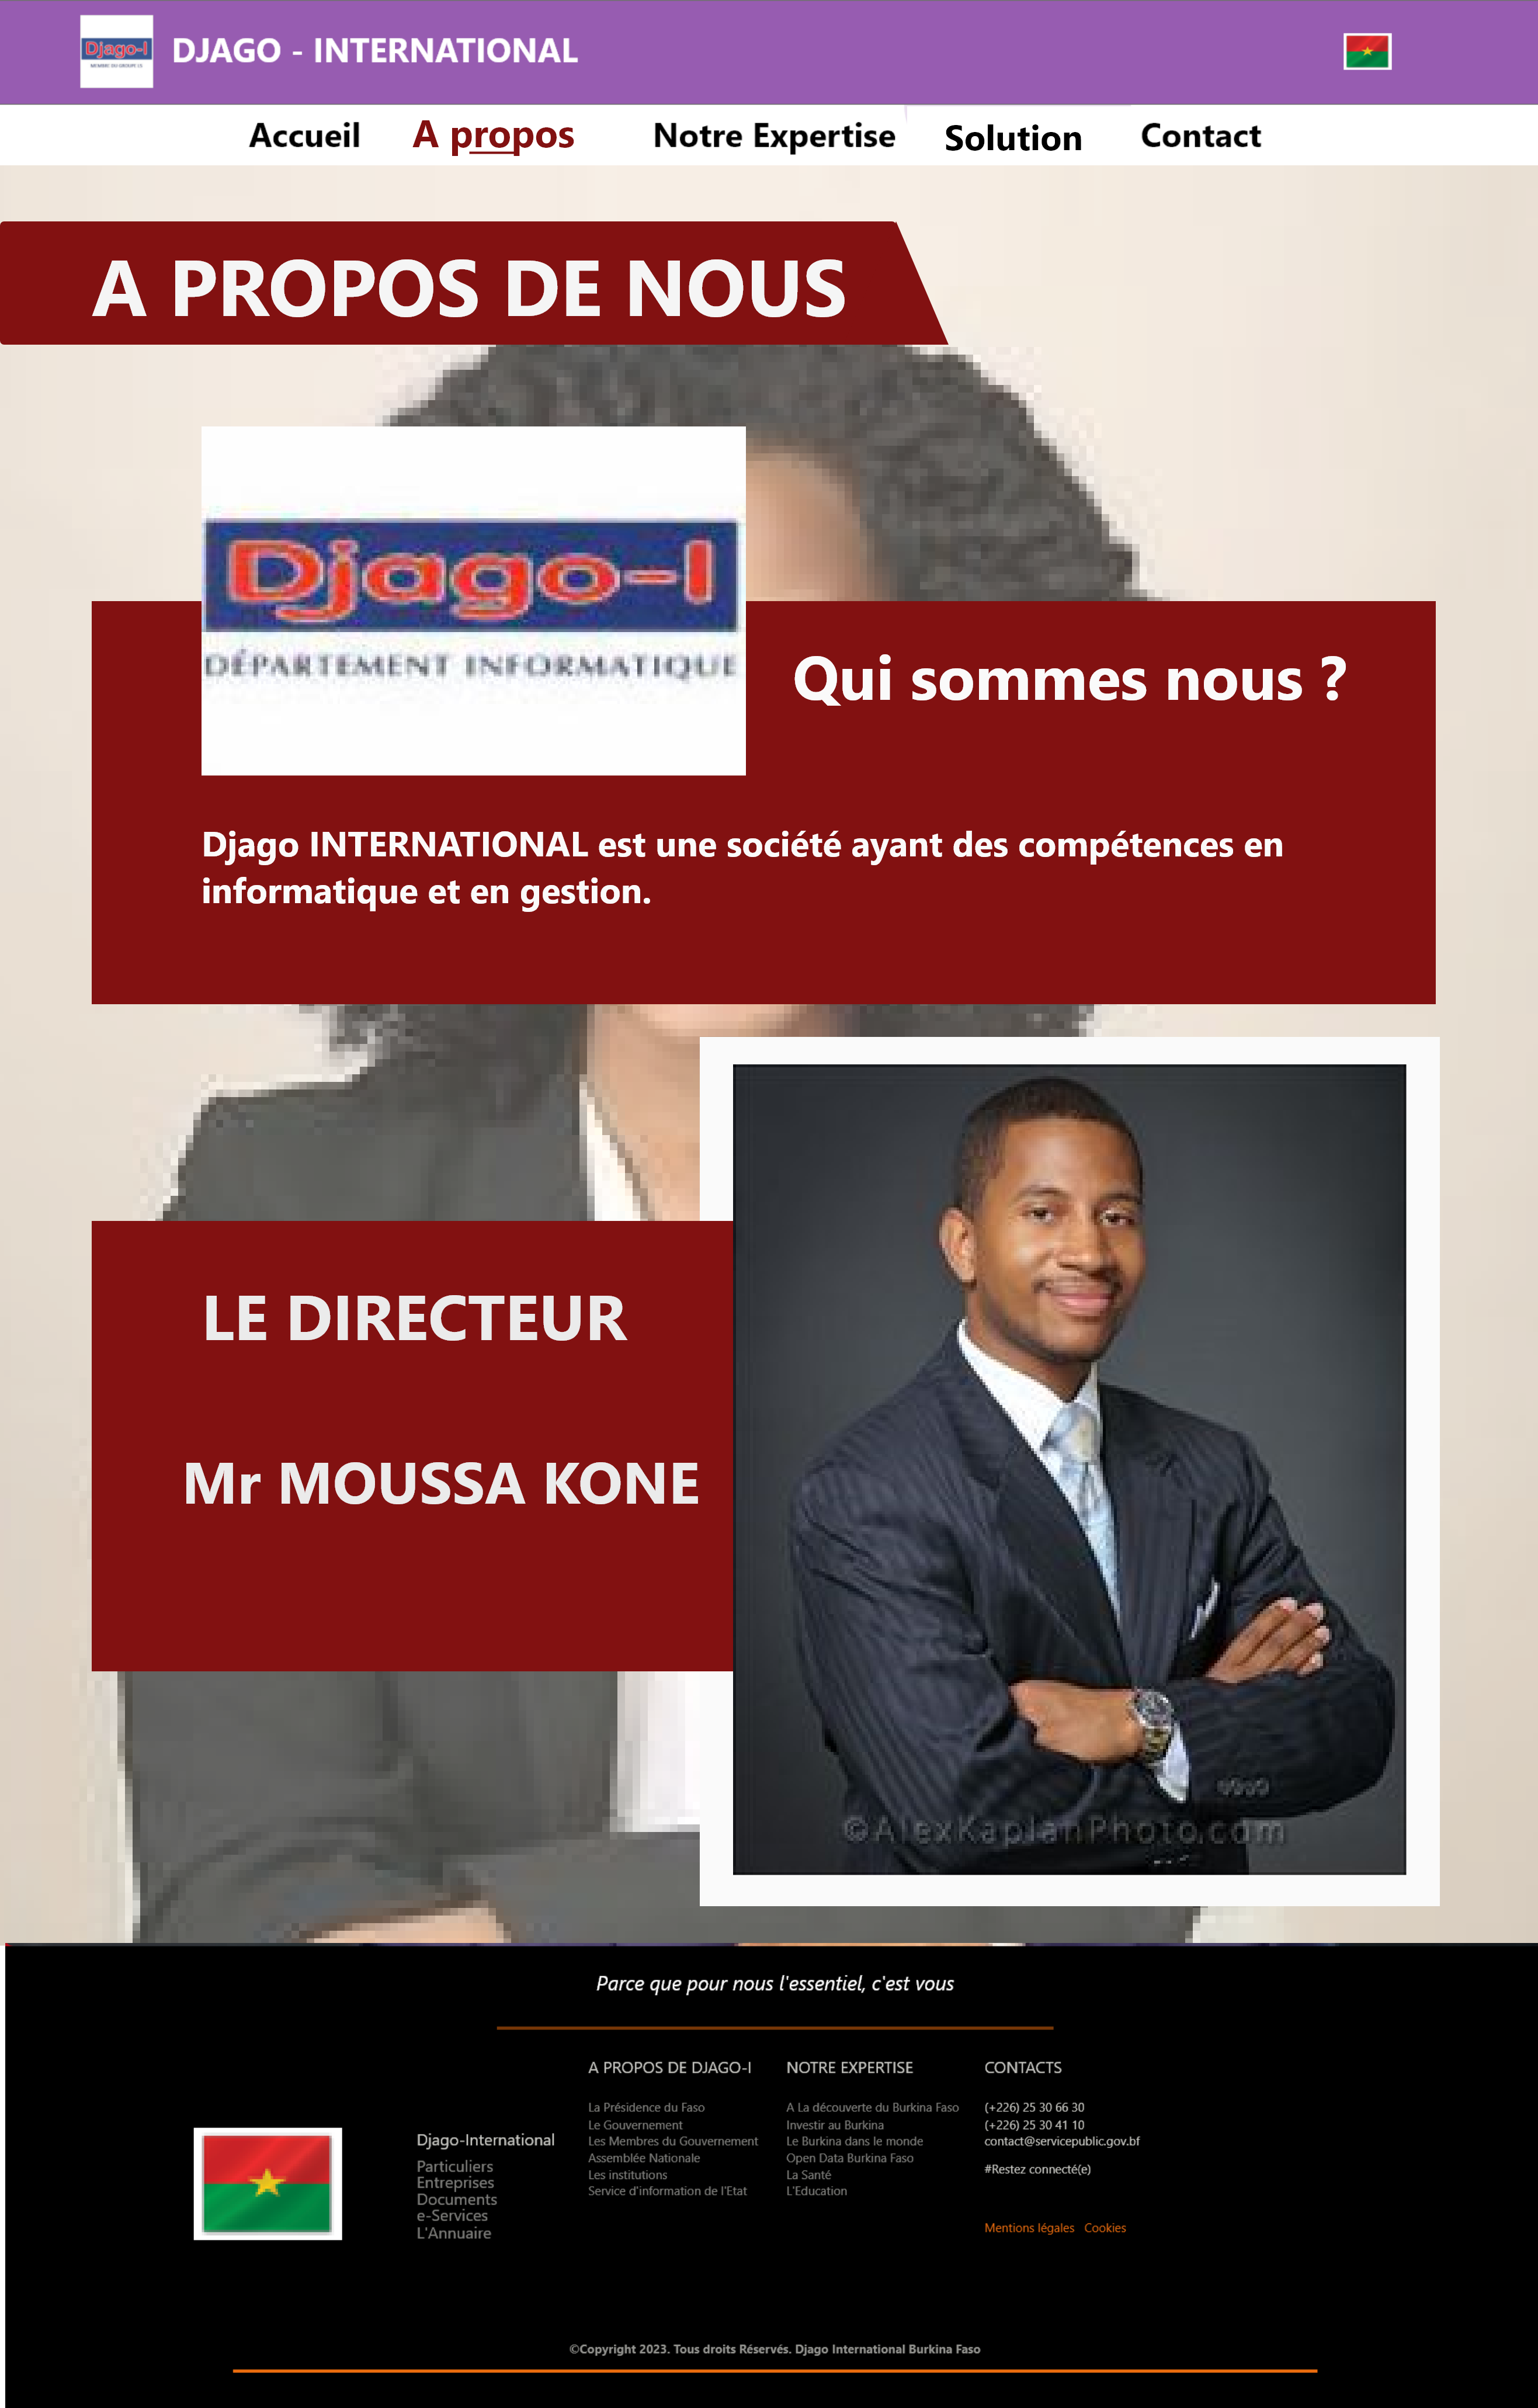 Djago-I
MEMBRE DU GROUPE I.S
DJAGO - INTERNATIONAL
Accueil A propos Notre Expertise Solution Contact
A PROPOS DE NOUS
Djago-I
DÉPARTEMENT INFORMATIQUE
Qui sommes nous ?
Djago INTERNATIONAL est une société ayant des compétences en
informatique et en gestion.
LE DIRECTEUR
Mr MOUSSA KONE
©AlexKaplanPhoto.com
Parce que pour nous l'essentiel, c'est vous
Djago-International
Particuliers
Entreprises
Documents
e-Services
L'Annuaire
A PROPOS DE DJAGO-I
La Présidence du Faso
Le Gouvernement
Les Membres du Gouvernement
Assemblée Nationale
Les institutions
Service d'information de l'Etat
NOTRE EXPERTISE
A La découverte du Burkina Faso
Investir au Burkina
Le Burkina dans le monde
Open Data Burkina Faso
La Santé
L'Education
CONTACTS
(+226) 25 30 66 30
(+226) 25 30 41 10
contact@servicepublic.gov.bf
#Restez connecté(e)
Mentions légales Cookies
©Copyright 2023. Tous droits Réservés. Djago International Burkina Faso